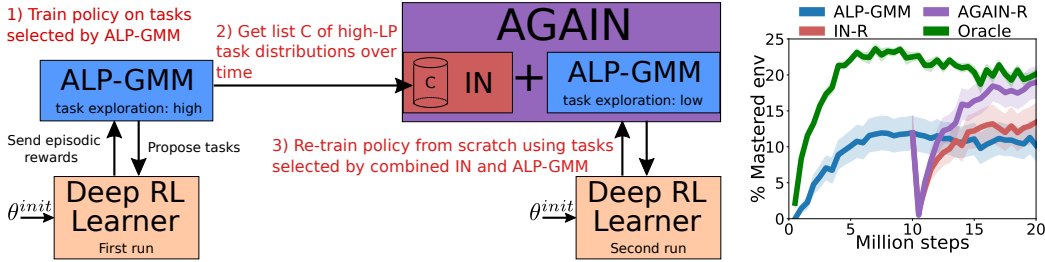 1) Train policy on tasks
selected by ALP-GMM
ALP-GMM
task exploration: high
Send episodic
rewards
Propose tasks
Deep RL
Learner
First run
θ^{init}
2) Get list C of high-LP
task distributions over
time
AGAIN
C
IN
+
ALP-GMM
task exploration: low
3) Re-train policy from scratch using tasks
selected by combined IN and ALP-GMM
Deep RL
Learner
Second run
θ^{init}
ALP-GMM
IN-R
AGAIN-R
Oracle
% Mastered env
25
20
15
10
5
0
0
5
10
15
20
Million steps